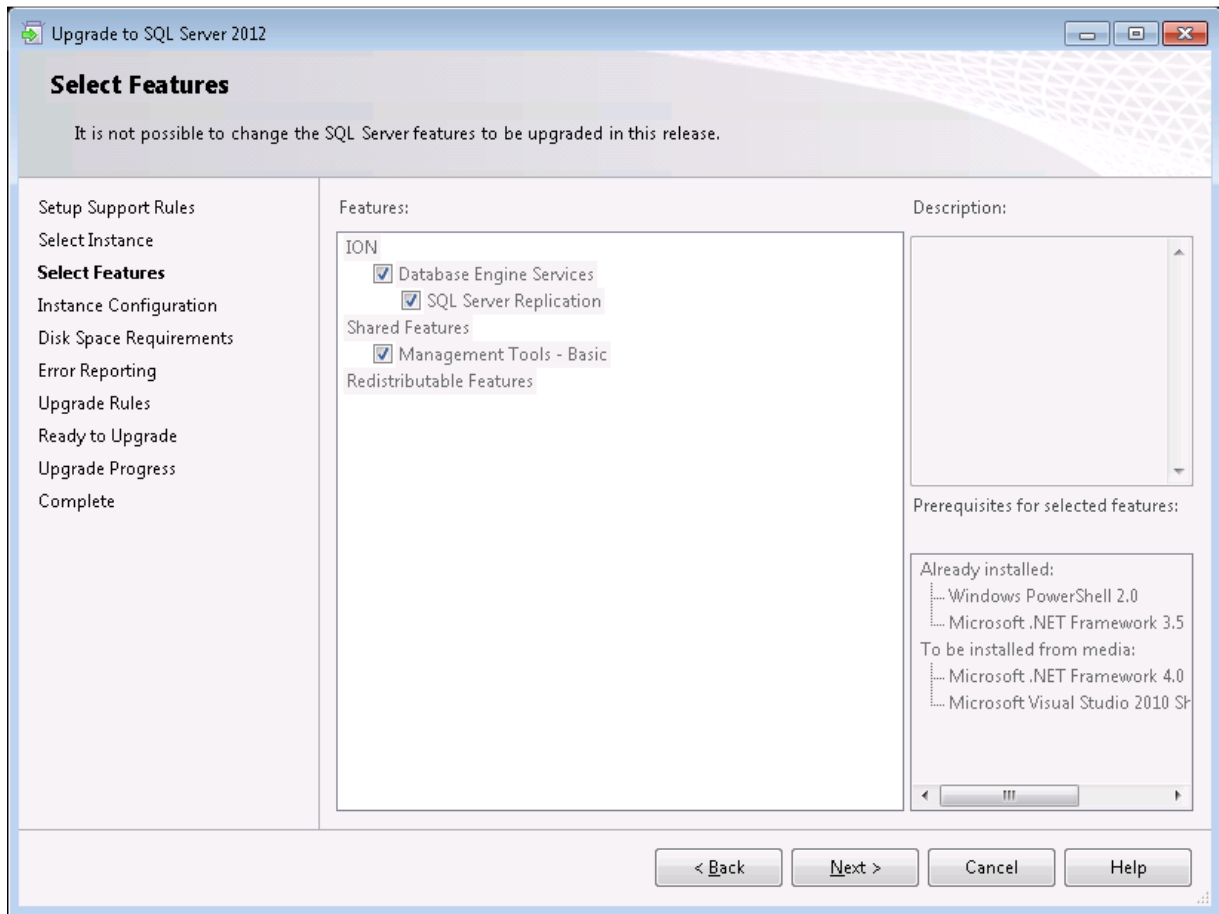 Upgrade to SQL Server 2012
Select Features
It is not possible to change the SQL Server features to be upgraded in this release.
Setup Support Rules
Select Instance
Select Features
Instance Configuration
Disk Space Requirements
Error Reporting
Upgrade Rules
Ready to Upgrade
Upgrade Progress
Complete
Features:
ION
Database Engine Services
SQL Server Replication
Shared Features
Management Tools - Basic
Redistributable Features
Description:
Prerequisites for selected features:
Already installed:
Windows PowerShell 2.0
Microsoft .NET Framework 3.5
To be installed from media:
Microsoft .NET Framework 4.0
Microsoft Visual Studio 2010
< Back
Next >
Cancel
Help